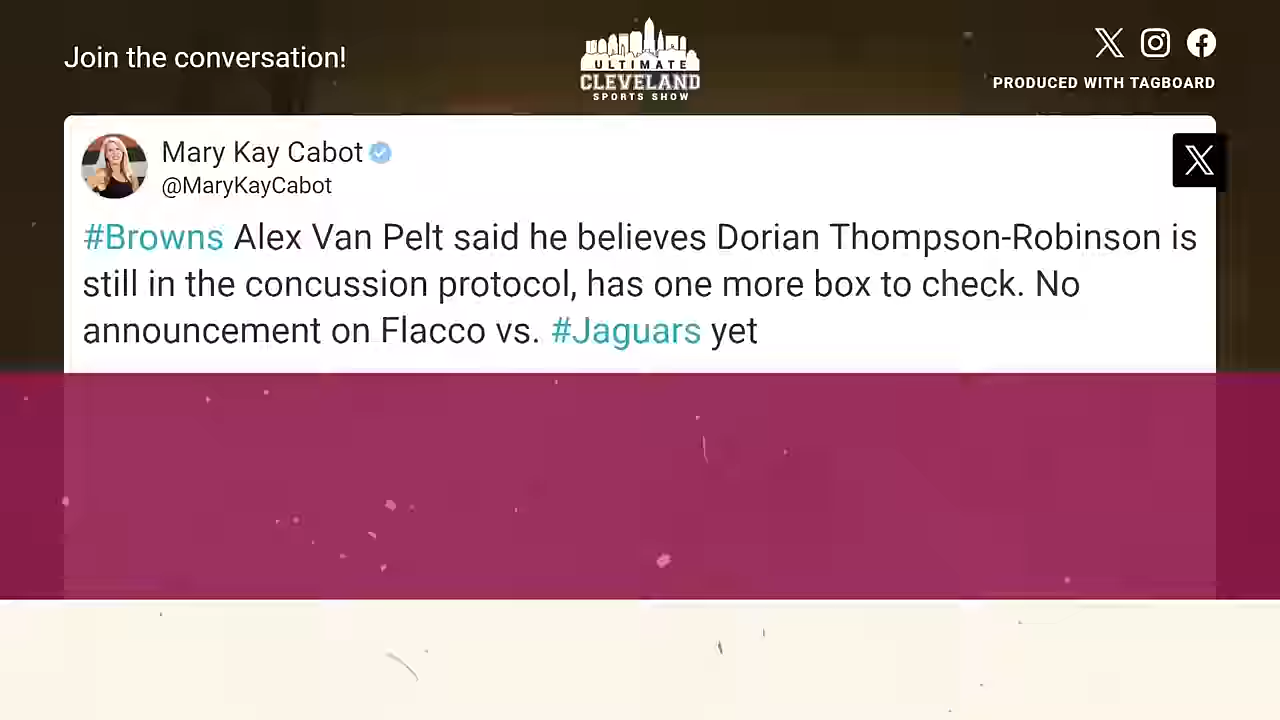 Join the conversation!
ULTIMATE
CLEVELAND
SPORTS SHOW
PRODUCED WITH TAGBOARD
Mary Kay Cabot
@MaryKayCabot
#Browns Alex Van Pelt said he believes Dorian Thompson-Robinson is
still in the concussion protocol, has one more box to check. No
announcement on Flacco vs. #Jaguars yet